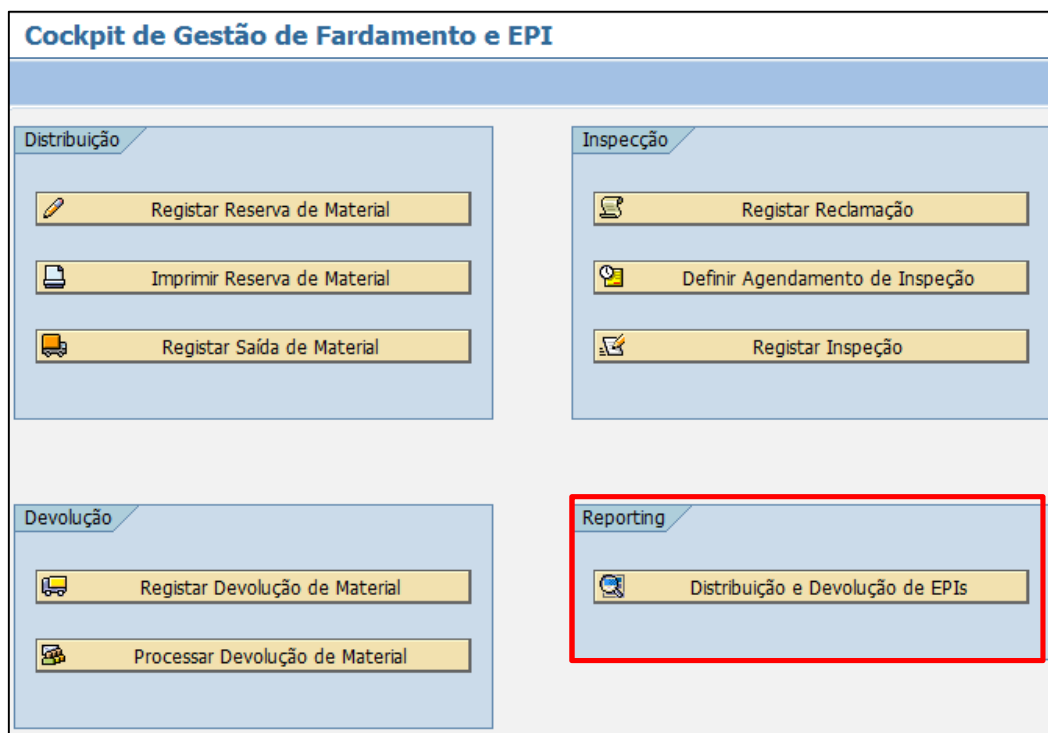 Cockpit de Gestão de Fardamento e EPI
Distribuição
Registar Reserva de Material
Imprimir Reserva de Material
Registar Saída de Material
Inspecção
Registar Reclamação
Definir Agendamento de Inspeção
Registar Inspeção
Devolução
Registar Devolução de Material
Processar Devolução de Material
Reporting
Distribuição e Devolução de EPIs